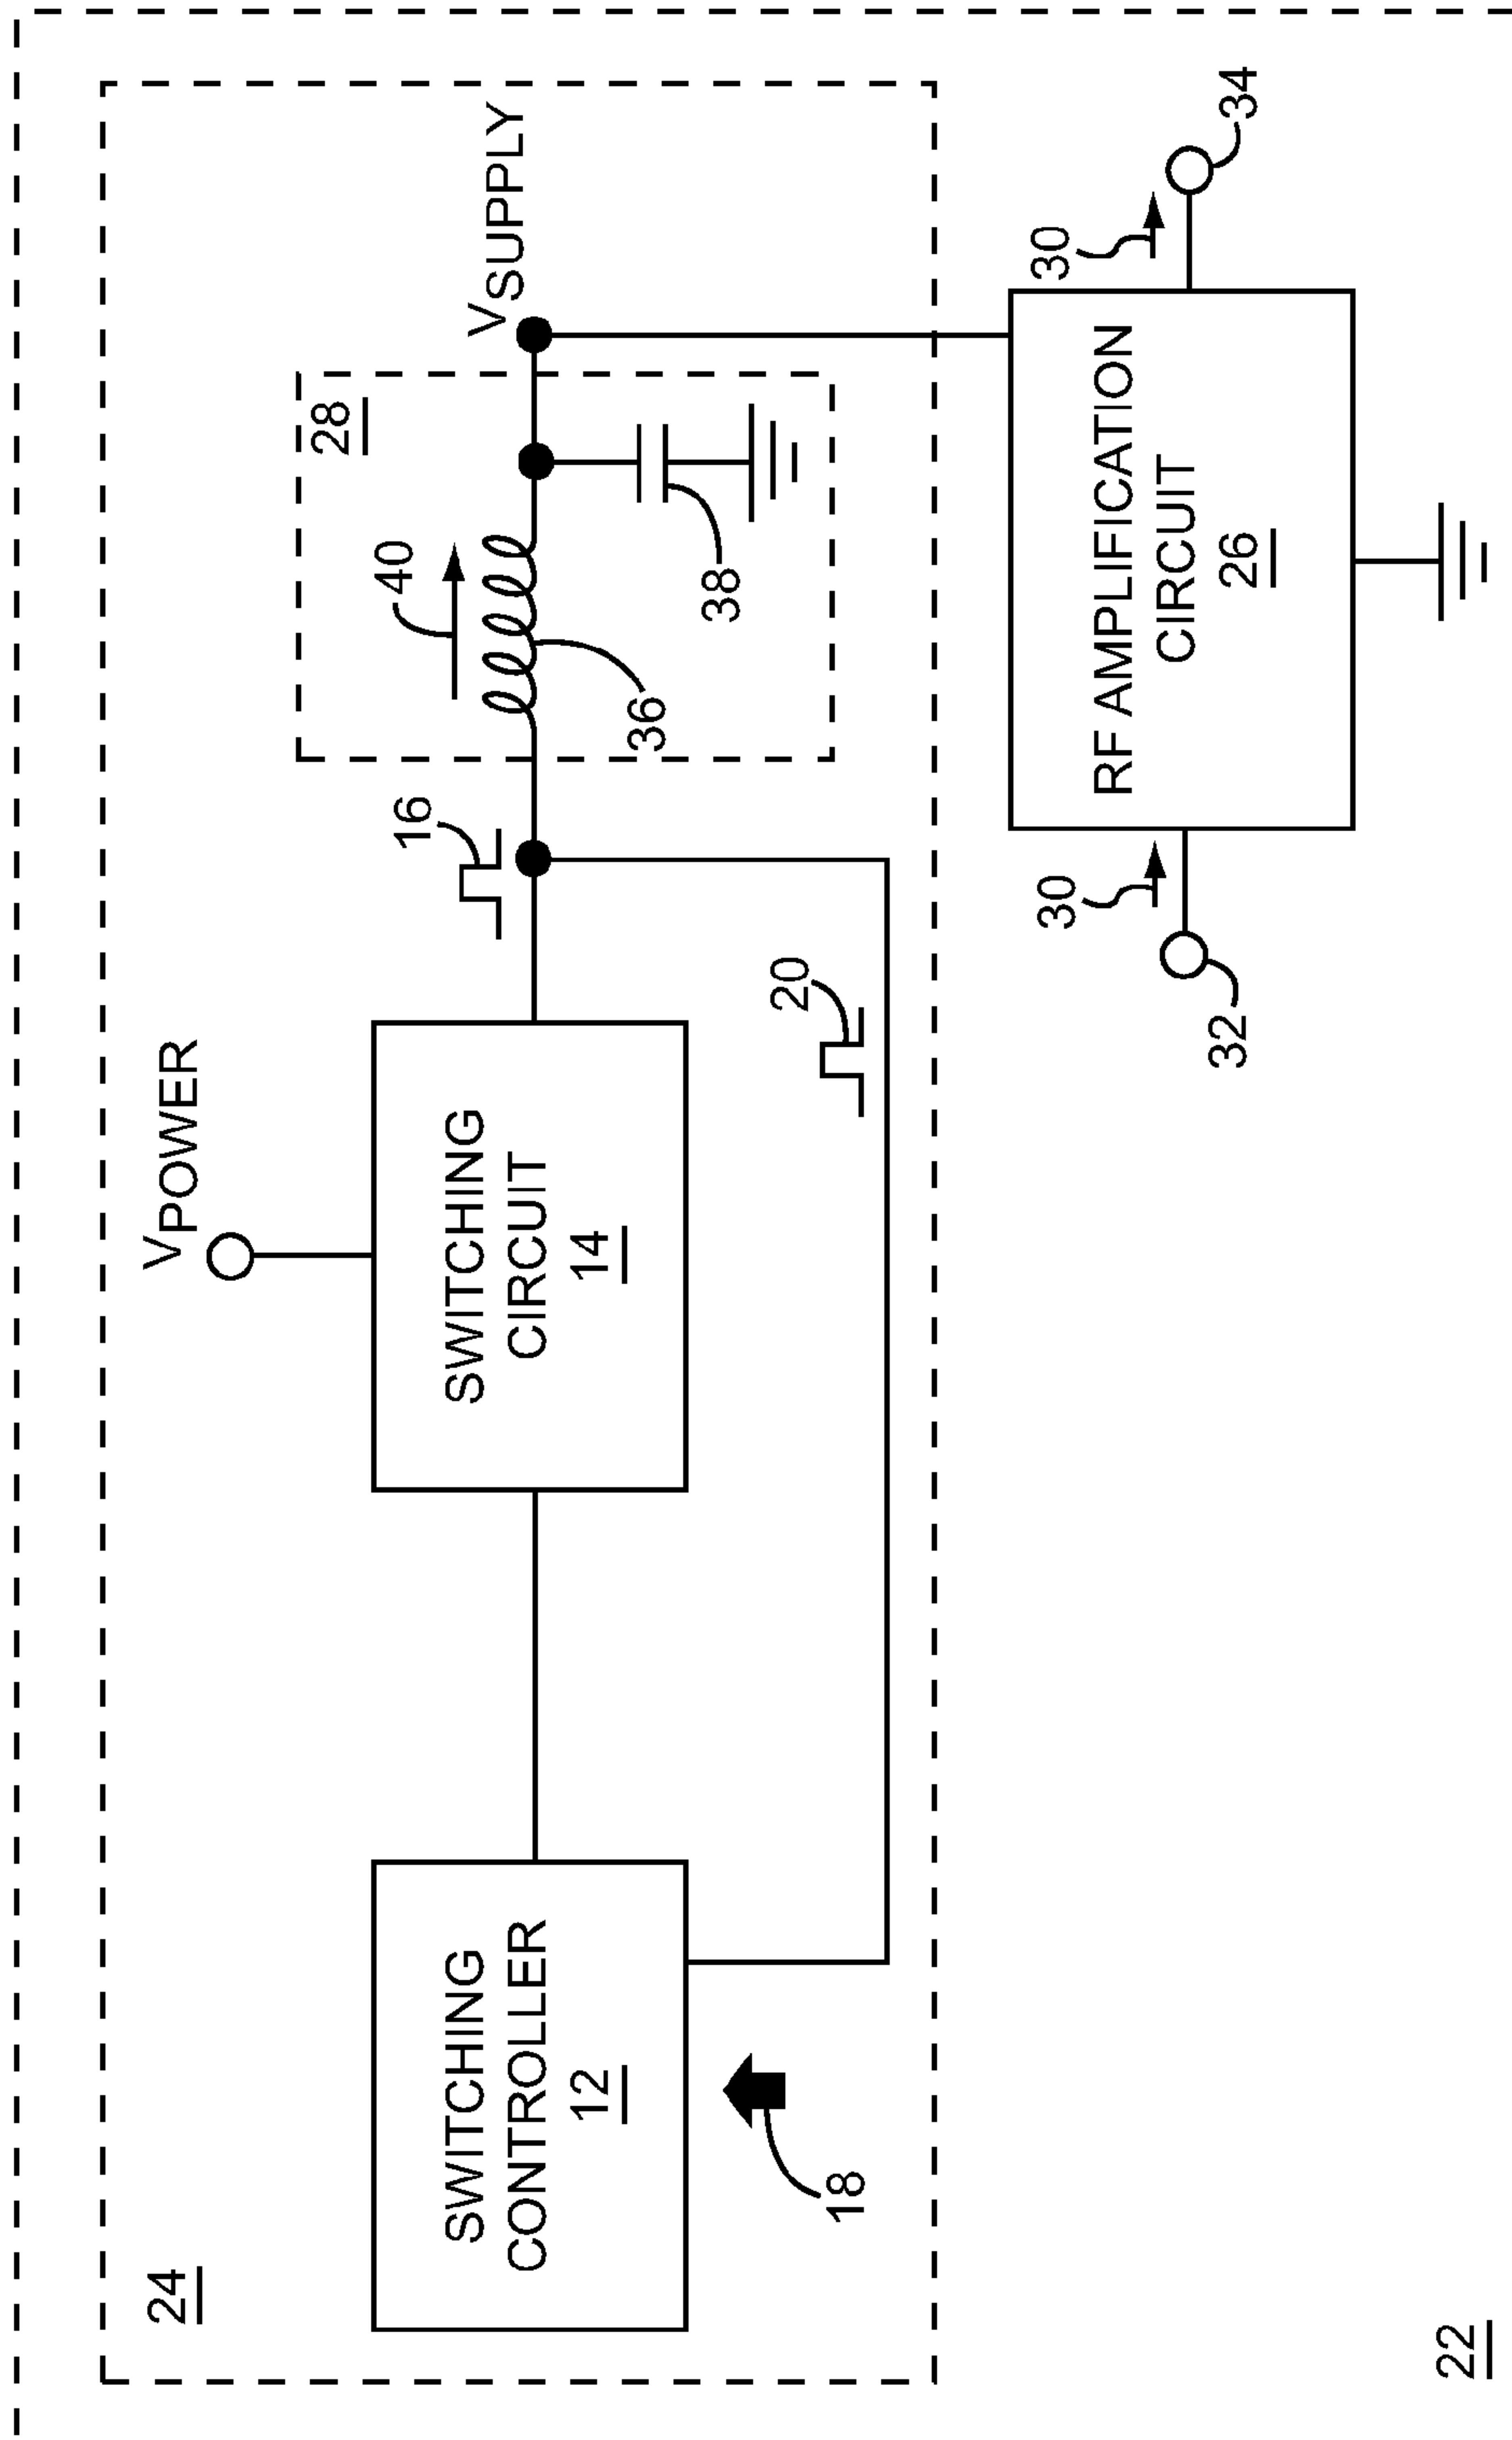 24
VPOWER
SWITCHING
CONTROLLER
12
SWITCHING
CIRCUIT
14
16
28
40
VSUPPLY
36
38
18
20
30
30
32
RF AMPLIFICATION
CIRCUIT
26
34
22